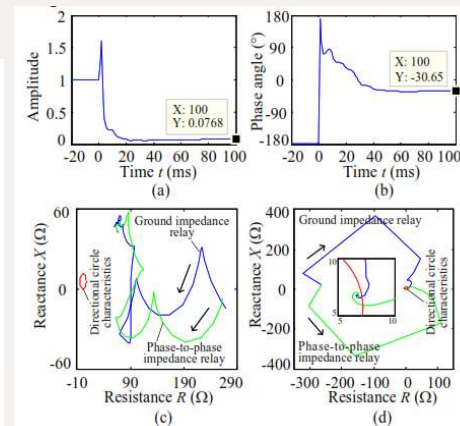 Amplitude
2
1.5
1
0.5
0
X: 100
Y: 0.0768
-20 0 20 40 60 80 100
Time t (ms)
(a)
Phase angle (°)
180
90
0
-90
-180
X: 100
Y: -30.65
-20 0 20 40 60 80 100
Time t (ms)
(b)
Reactance X (Ω)
60
0
-60
Ground impedance
relay
Directional circle
characteristics
Phase-to-phase
impedance relay
-10 90 190 290
Resistance R (Ω)
(c)
Reactance X (Ω)
400
200
0
-200
-400
Ground impedance relay
10
5
5 10
Directional circle
characteristics
Phase-to-phase
impedance relay
-300 -100 0 100
Resistance R (Ω)
(d)